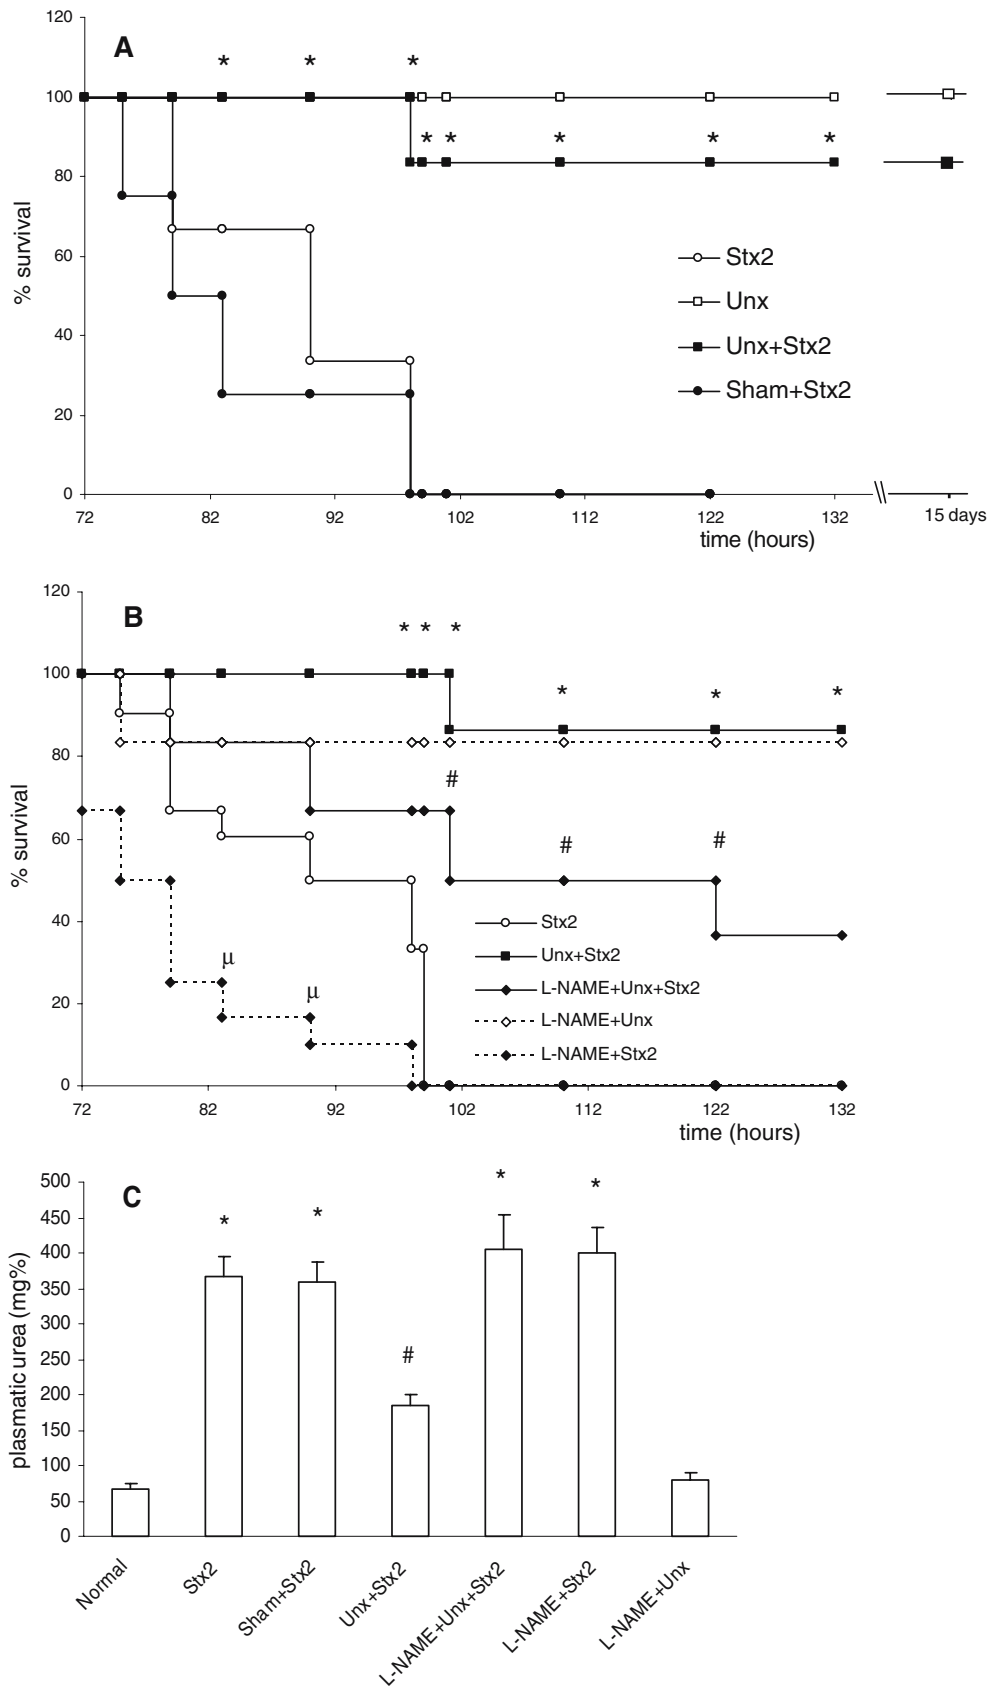 120
A
* * *
100
* * * * *
80
% survival
60
Stx2
Unx
40
Unx+Stx2
Sham+Stx2
20
0
72 82 92 102 112 122 132 15 days
time (hours)
120
B
* * *
100
* * *
80
#
% survival
60
# #
40
Stx2
Unx+Stx2
μ
L-NAME+Unx+Stx2
μ
20
L-NAME+Unx
L-NAME+Stx2
0
72 82 92 102 112 122 132
time (hours)
500
C
* *
450
* *
400
350
plasmatic urea (mg%)
300
250
#
200
150
100
50
0
Normal
Stx2
Sham+Stx2
Unx+Stx2
L-NAME+Unx+Stx2
L-NAME+Stx2
L-NAME+Unx